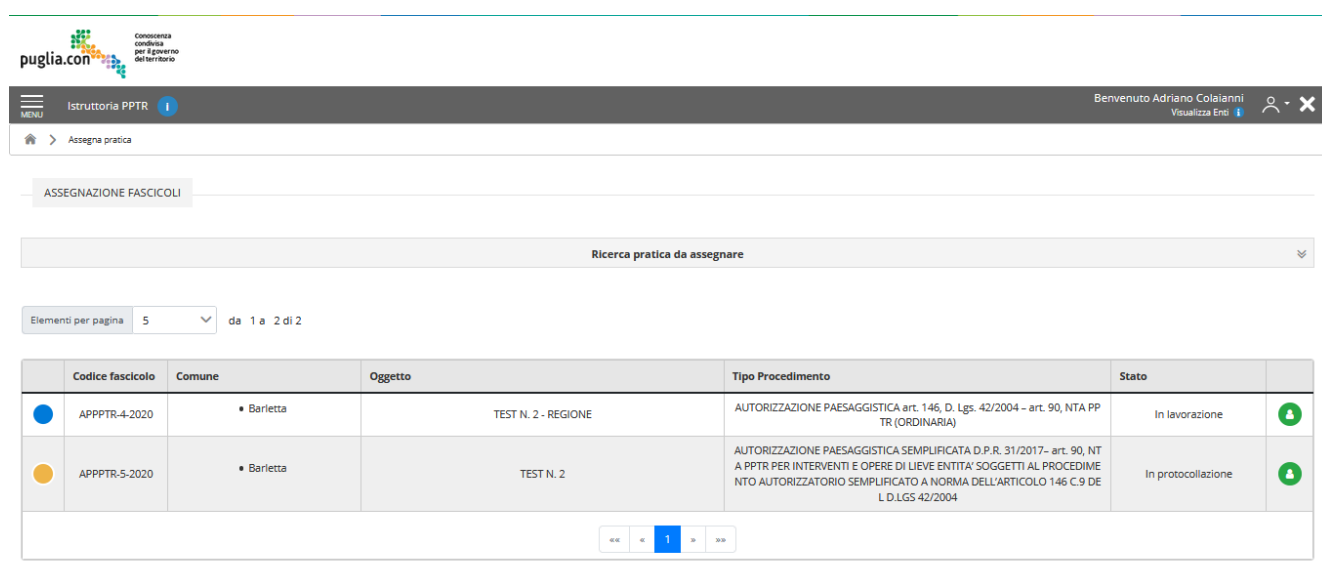 puglia.con
Conoscenza
condivisa
per il governo
del territorio
MENU
Istruttoria PPTR i
Benvenuto Adriano Colaianni
Visualizza Enti i
Assegna pratica
ASSEGNAZIONE FASCICOLI
Ricerca pratica da assegnare
Elementi per pagina 5 da 1 a 2 di 2
Codice fascicolo Comune Oggetto Tipo Procedimento Stato
APPPTR-4-2020 • Barletta TEST N. 2 - REGIONE AUTORIZZAZIONE PAESAGGISTICA art. 146, D. Lgs. 42/2004 – art. 90, NTA PP
TR (ORDINARIA) In lavorazione
APPPTR-5-2020 • Barletta TEST N. 2 AUTORIZZAZIONE PAESAGGISTICA SEMPLIFICATA D.P.R. 31/2017– art. 90, NT
A PPTR PER INTERVENTI E OPERE DI LIEVE ENTITA’ SOGGETTI AL PROCEDIME
NTO AUTORIZZATORIO SEMPLIFICATO A NORMA DELL’ARTICOLO 146 C.9 DE
L D.LGS 42/2004 In protocollazione
«« « 1 » »»